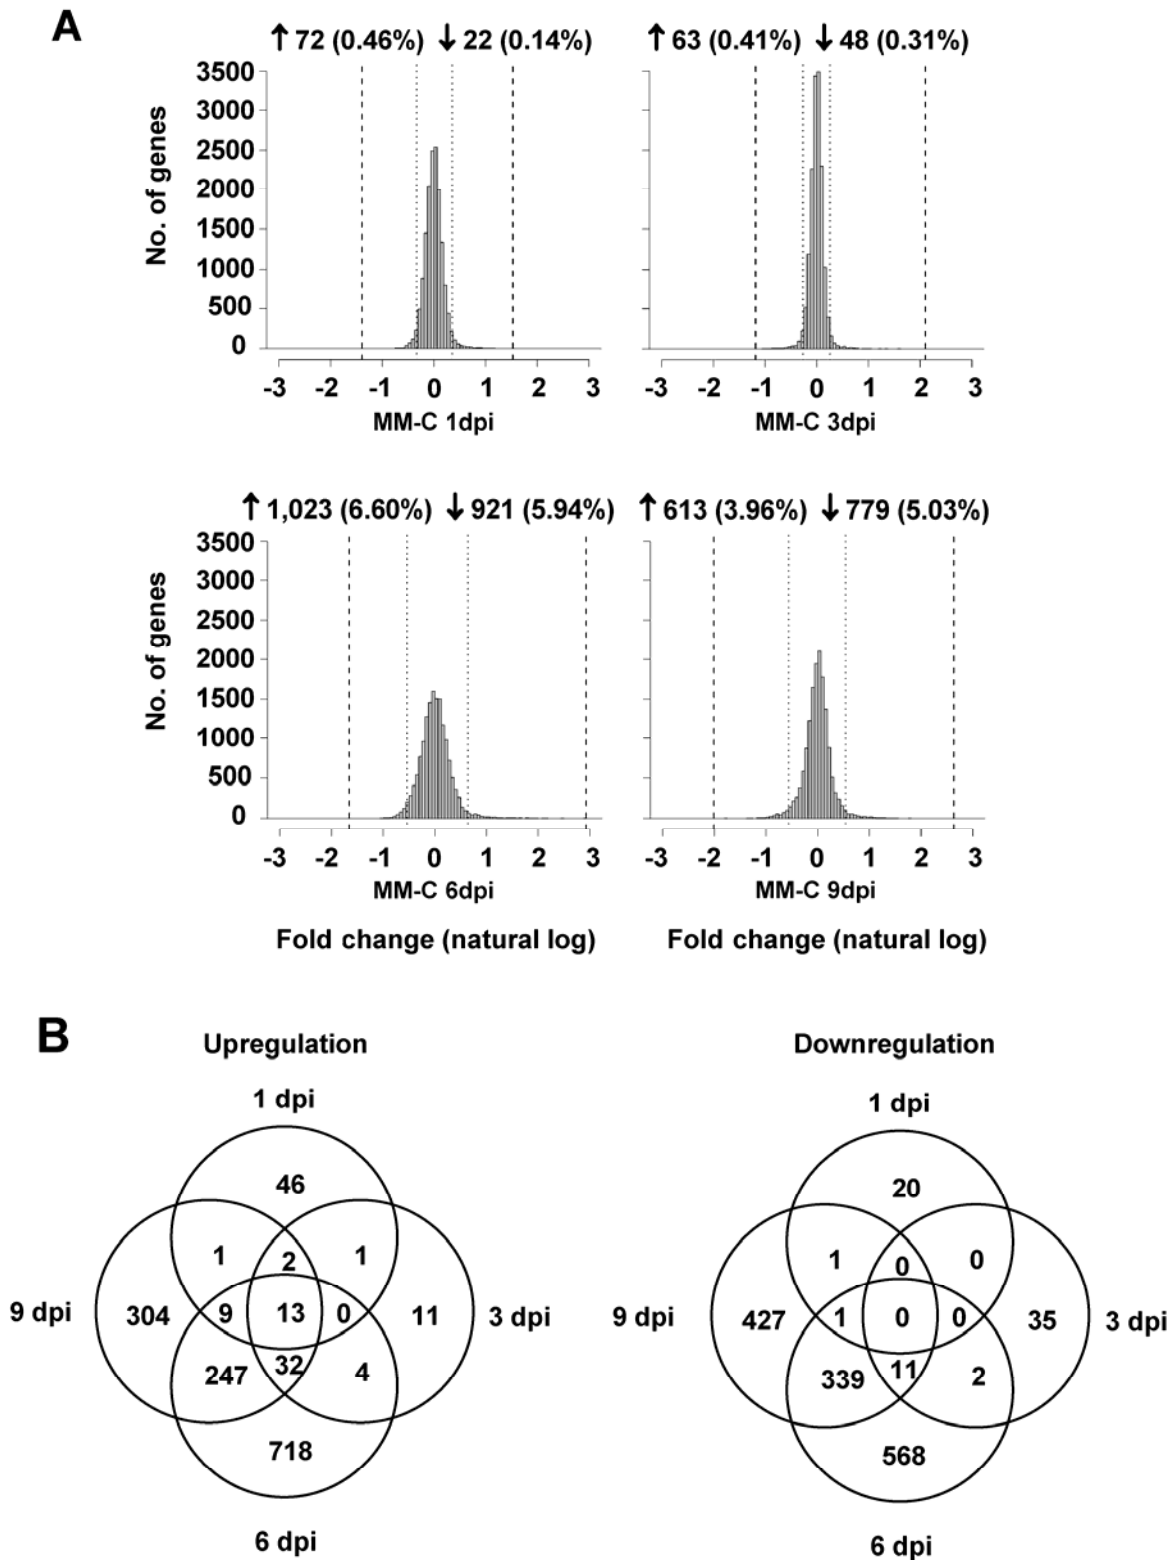 A
↑ 72 (0.46%) ↓ 22 (0.14%)
↑ 63 (0.41%) ↓ 48 (0.31%)
No. of genes
3500
3000
2500
2000
1500
1000
500
0
-3 -2 -1 0 1 2 3
MM-C 1dpi
-3 -2 -1 0 1 2 3
MM-C 3dpi
↑ 1,023 (6.60%) ↓ 921 (5.94%)
↑ 613 (3.96%) ↓ 779 (5.03%)
No. of genes
3500
3000
2500
2000
1500
1000
500
0
-3 -2 -1 0 1 2 3
MM-C 6dpi
-3 -2 -1 0 1 2 3
MM-C 9dpi
Fold change (natural log)
Fold change (natural log)
B
Upregulation
1 dpi
46
1 2 1
9 dpi 304 9 13 0 11 3 dpi
247 32 4
718
6 dpi
Downregulation
1 dpi
20
1 0 0
9 dpi 427 1 0 0 35 3 dpi
339 11 2
568
6 dpi